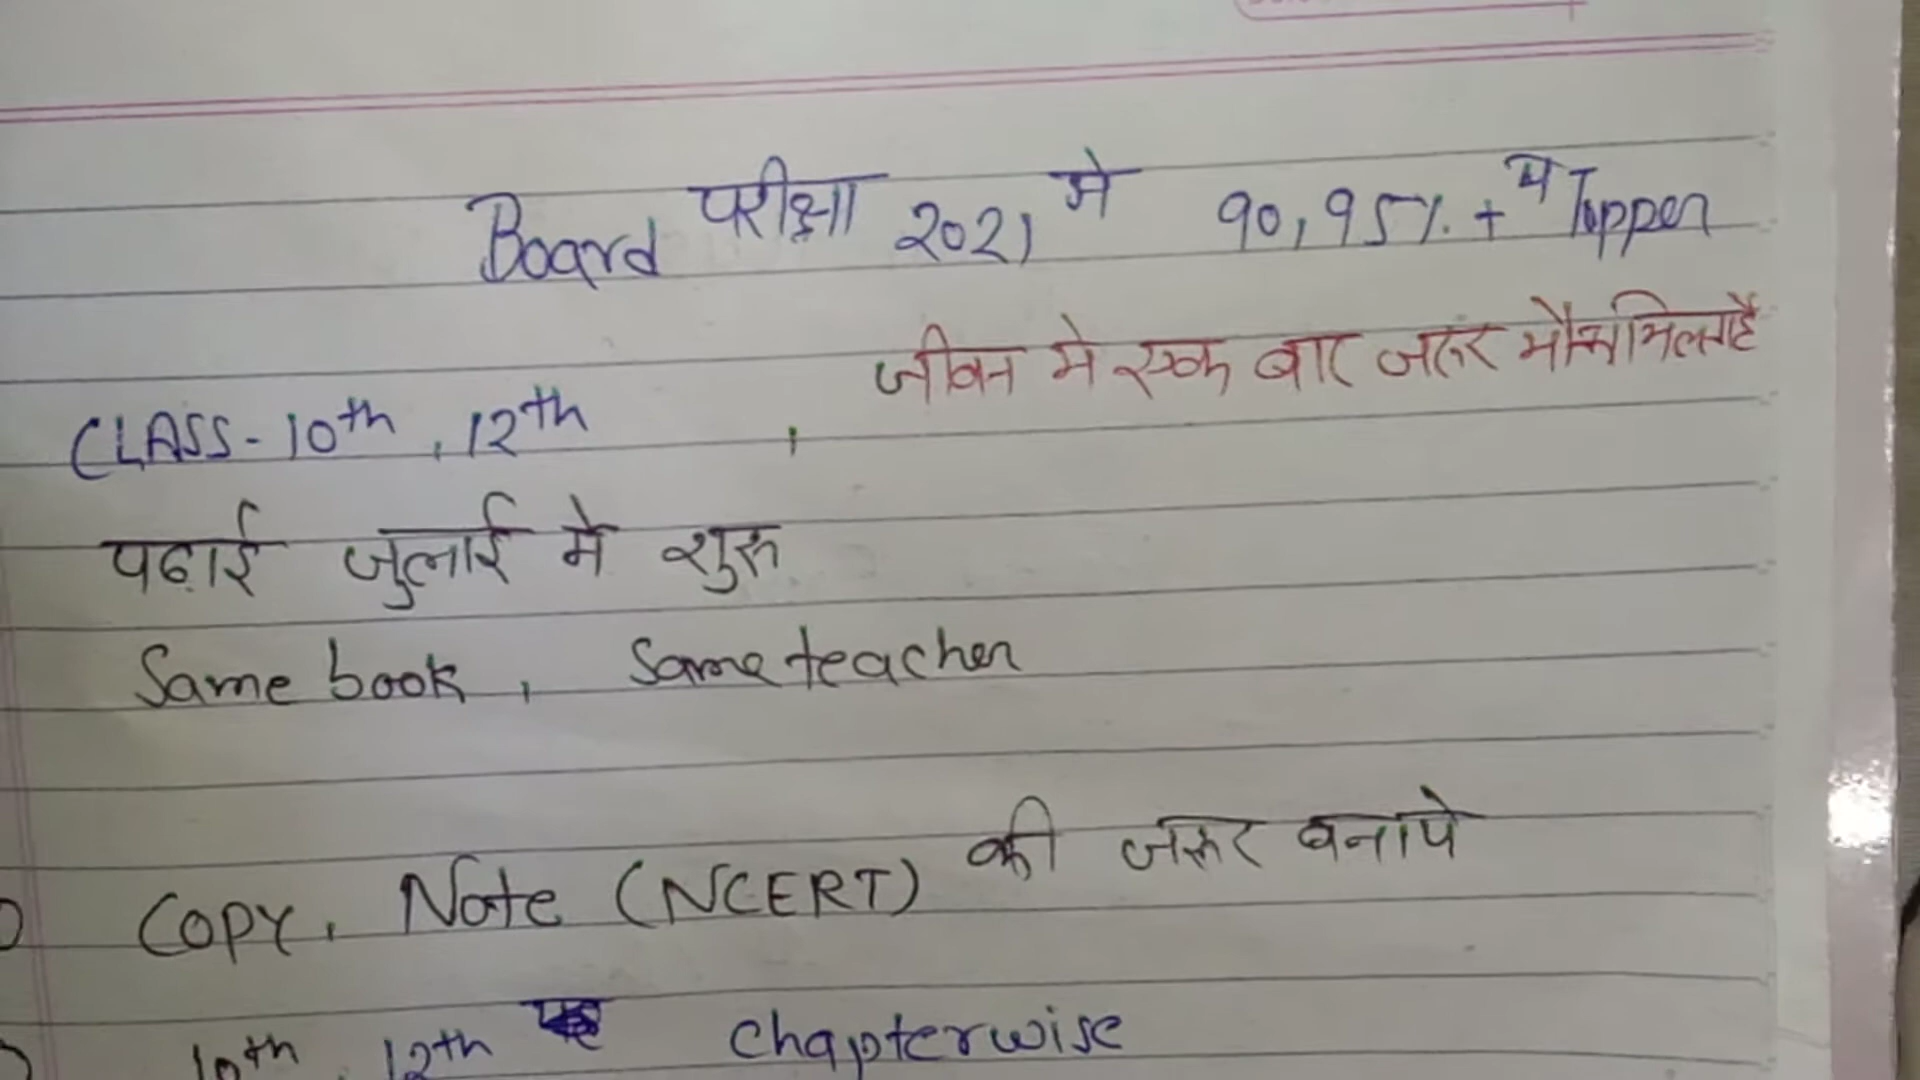 Board परीक्षा 2021 मे 90,95% + Topper
जीवन मे एक बार जरुर मौका मिलता है
CLASS-10th, 12th,
पढ़ाई जुलाई मे शुरू
Same book, Same teacher
Copy, Note (NCERT) की जरूर बनाये
10th, 12th chapterwise